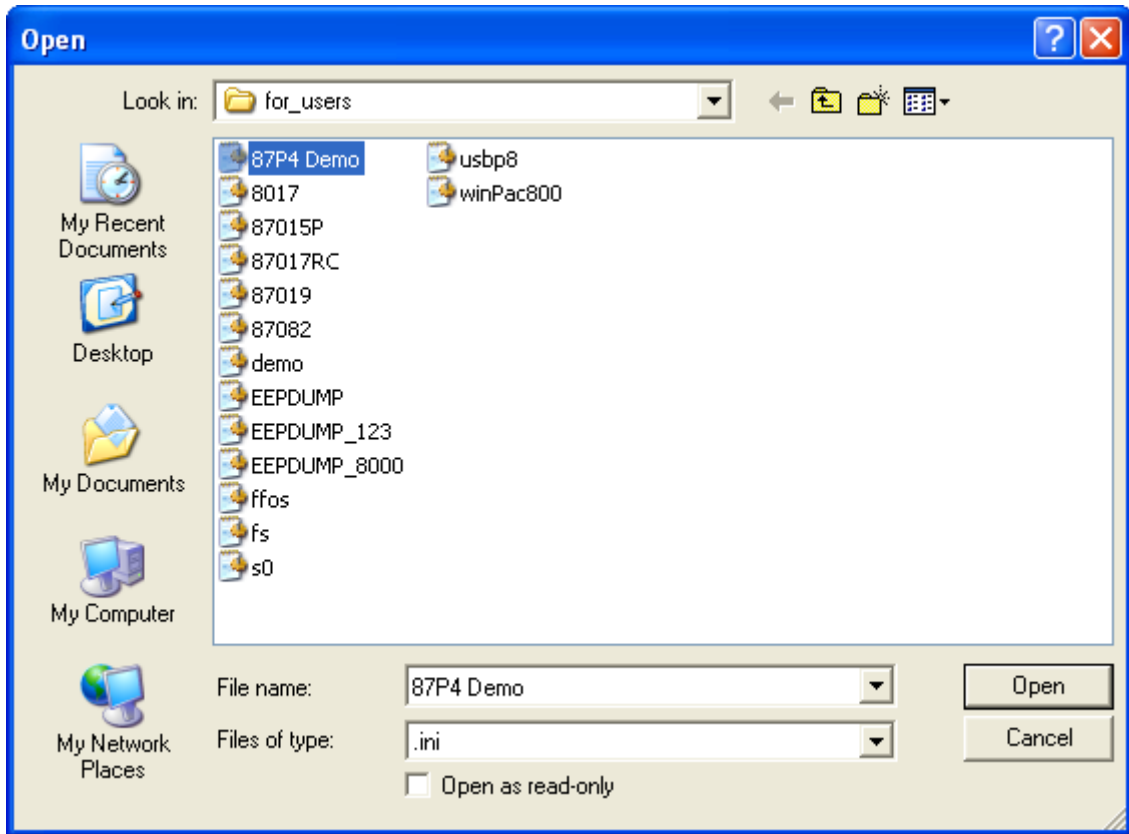 Open
Look in: for_users
My Recent
Documents
Desktop
My Documents
My Computer
My Network
Places
87P4 Demo
8017
87015P
87017RC
87019
87082
demo
EEPDUMP
EEPDUMP_123
EEPDUMP_8000
ffos
fs
s0
usbp8
winPac800
File name: 87P4 Demo Open
Files of type: .ini Cancel
Open as read-only